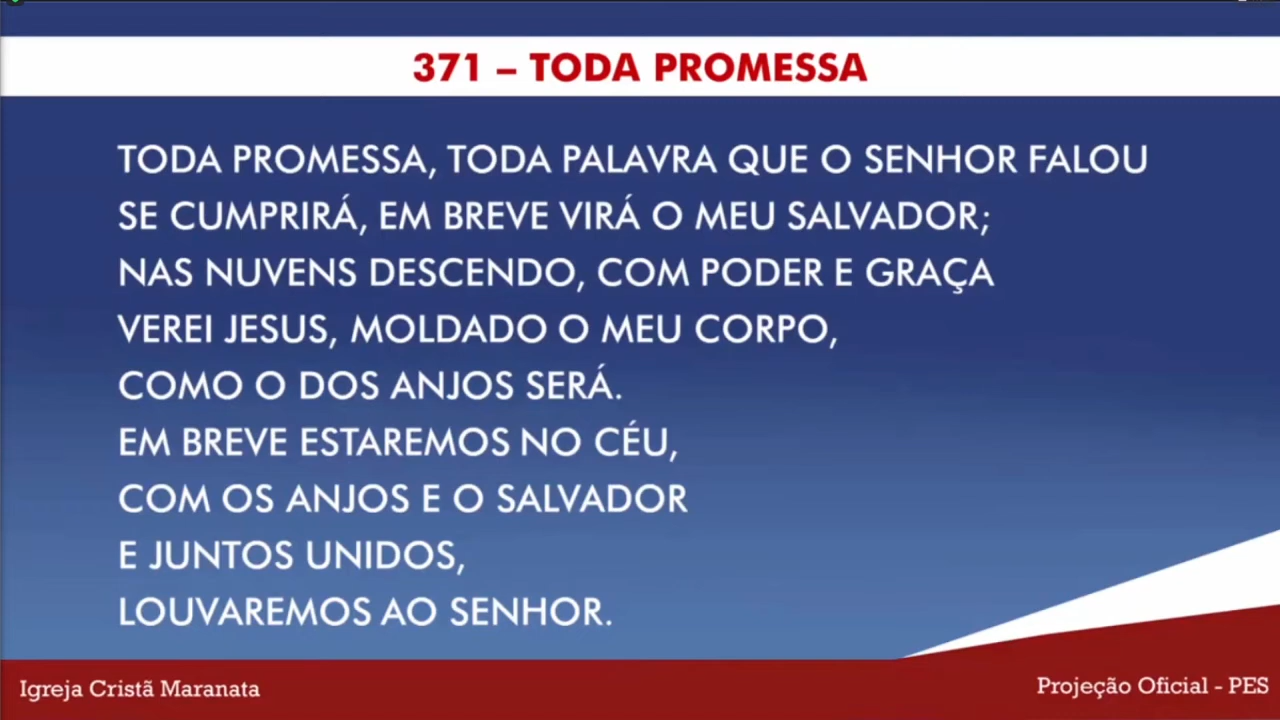 371 – TODA PROMESSA
TODA PROMESSA, TODA PALAVRA QUE O SENHOR FALOU
SE CUMPRIRÁ, EM BREVE VIRÁ O MEU SALVADOR;
NAS NUVENS DESCENDO, COM PODER E GRAÇA
VEREI JESUS, MOLDADO O MEU CORPO,
COMO O DOS ANJOS SERÁ.
EM BREVE ESTAREMOS NO CÉU,
COM OS ANJOS E O SALVADOR
E JUNTOS UNIDOS,
LOUVAREMOS AO SENHOR.
Igreja Cristã Maranata
Projeção Oficial - PES